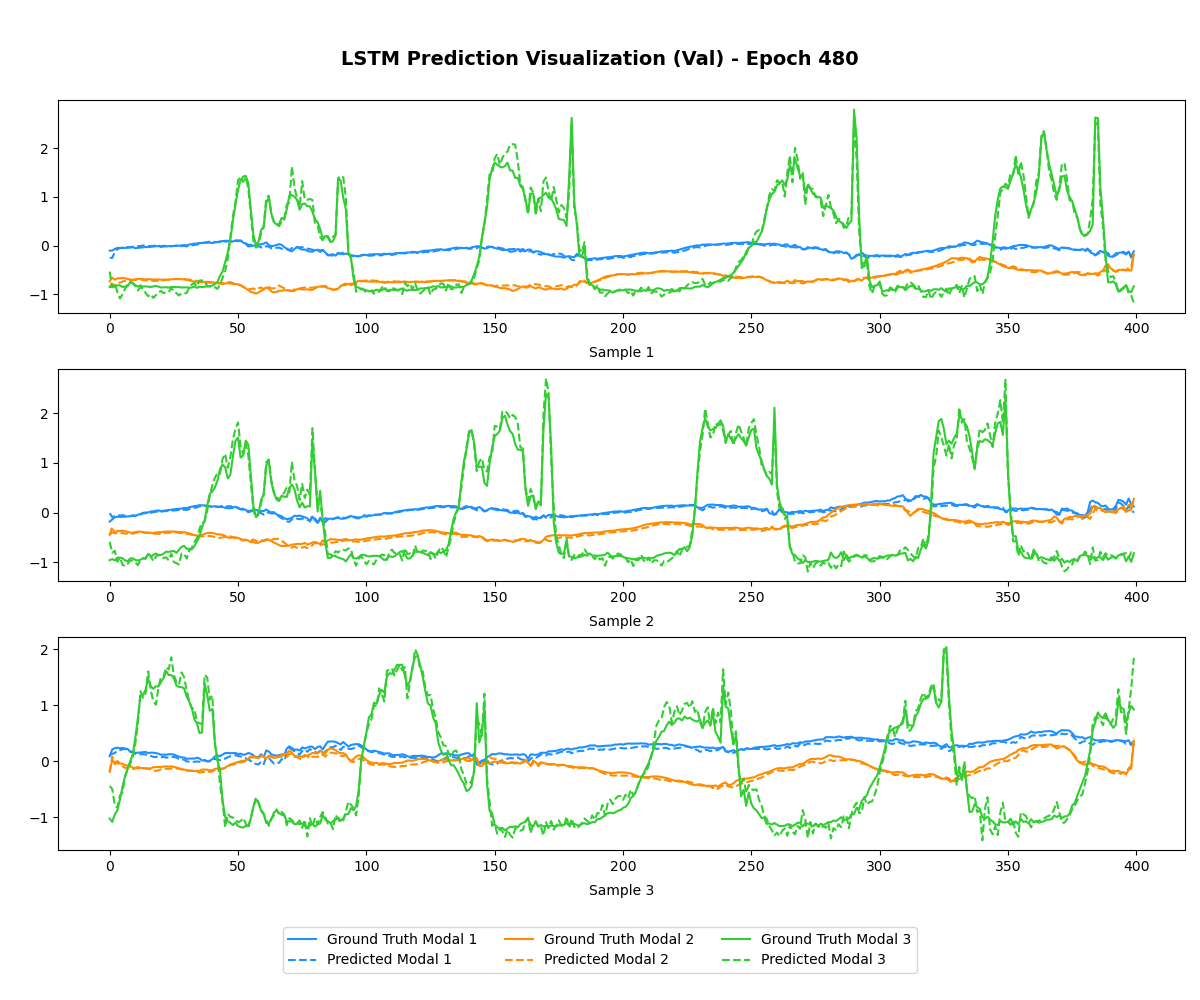 LSTM Prediction Visualization (Val) - Epoch 480
2
1
0
−1
0 50 100 150 200 250 300 350 400
Sample 1
2
1
0
−1
0 50 100 150 200 250 300 350 400
Sample 2
2
1
0
−1
0 50 100 150 200 250 300 350 400
Sample 3
Ground Truth Modal 1 Ground Truth Modal 2 Ground Truth Modal 3
Predicted Modal 1 Predicted Modal 2 Predicted Modal 3